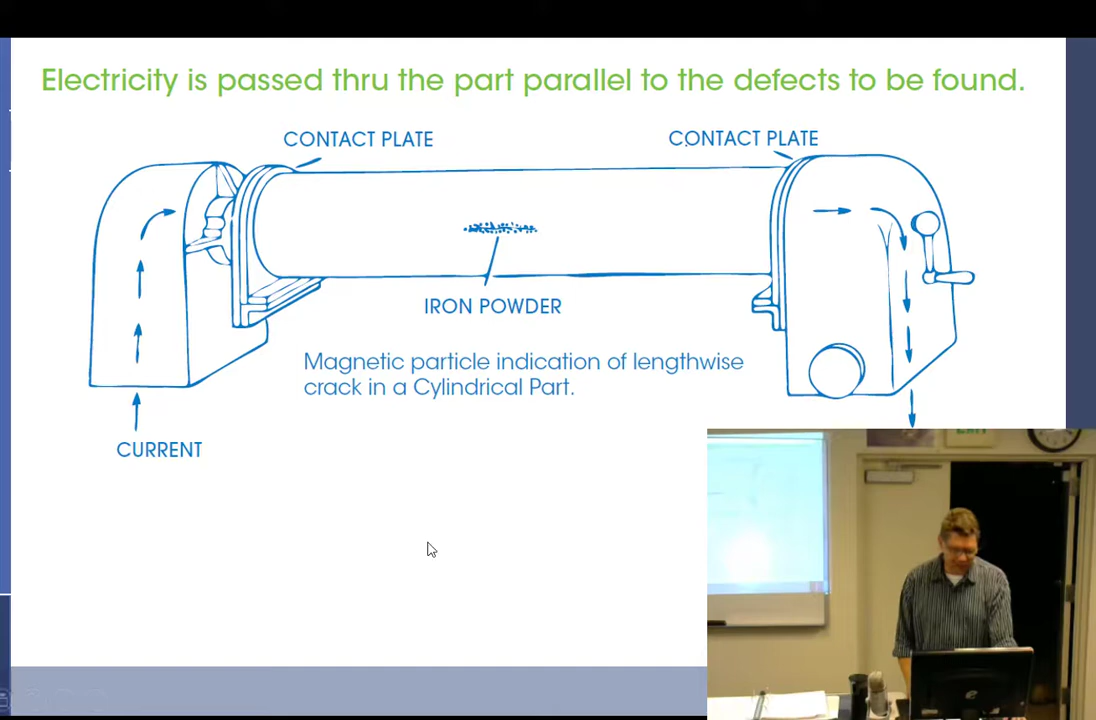 Electricity is passed thru the part parallel to the defects to be found.
CONTACT PLATE
CONTACT PLATE
IRON POWDER
Magnetic particle indication of lengthwise
crack in a Cylindrical Part.
CURRENT
EXIT